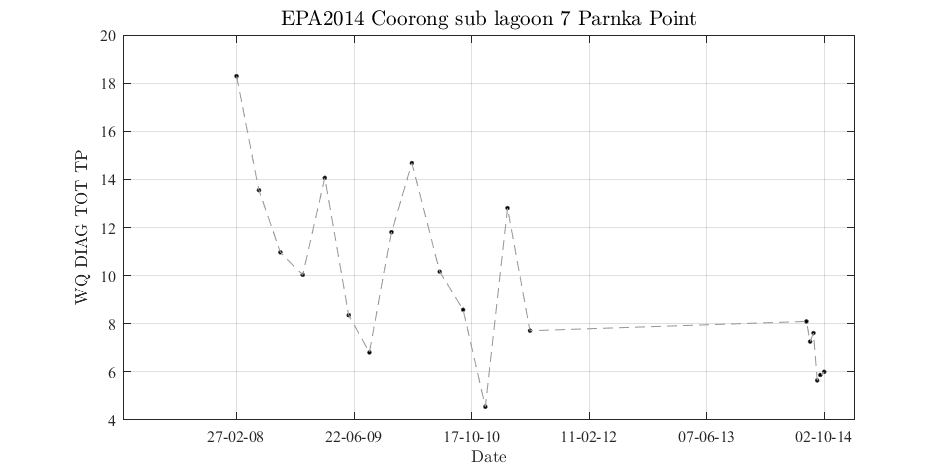 EPA2014 Coorong sub lagoon 7 Parnka Point
20
18
16
14
12
10
8
6
4
WQ DIAG TOT TP
27-02-08 22-06-09 17-10-10 11-02-12 07-06-13 02-10-14
Date